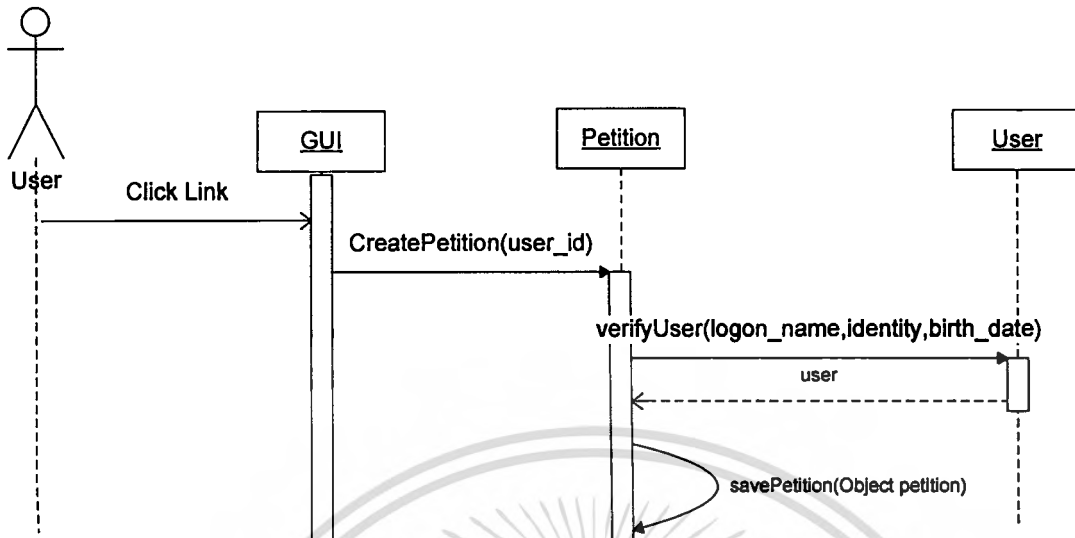 GUI
Petition
User
User
Click Link
CreatePetition(user_id)
verifyUser(logon_name,identity,birth_date)
user
savePetition(Object petition)